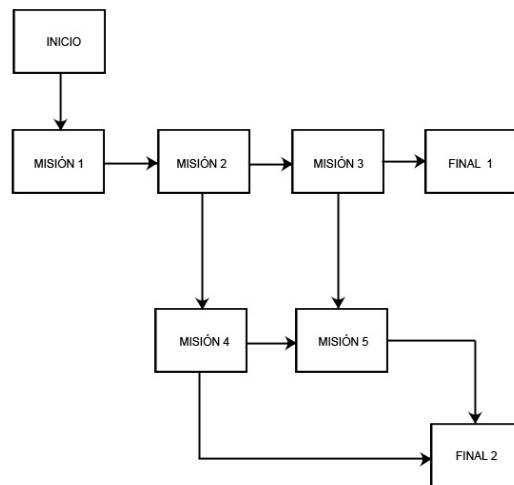 INICIO
MISIÓN 1
MISIÓN 2
MISIÓN 3
FINAL 1
MISIÓN 4
MISIÓN 5
FINAL 2